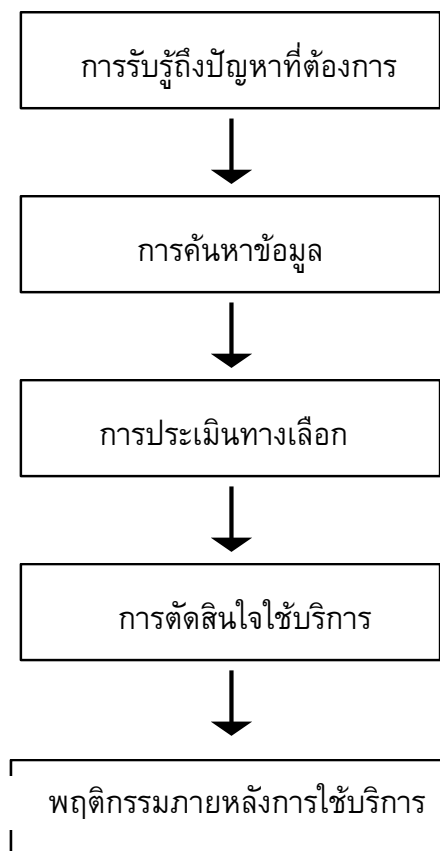 การรับรู้ถึงปัญหาที่ต้องการ
การค้นหาข้อมูล
การประเมินทางเลือก
การตัดสินใจใช้บริการ
พฤติกรรมภายหลังการใช้บริการ